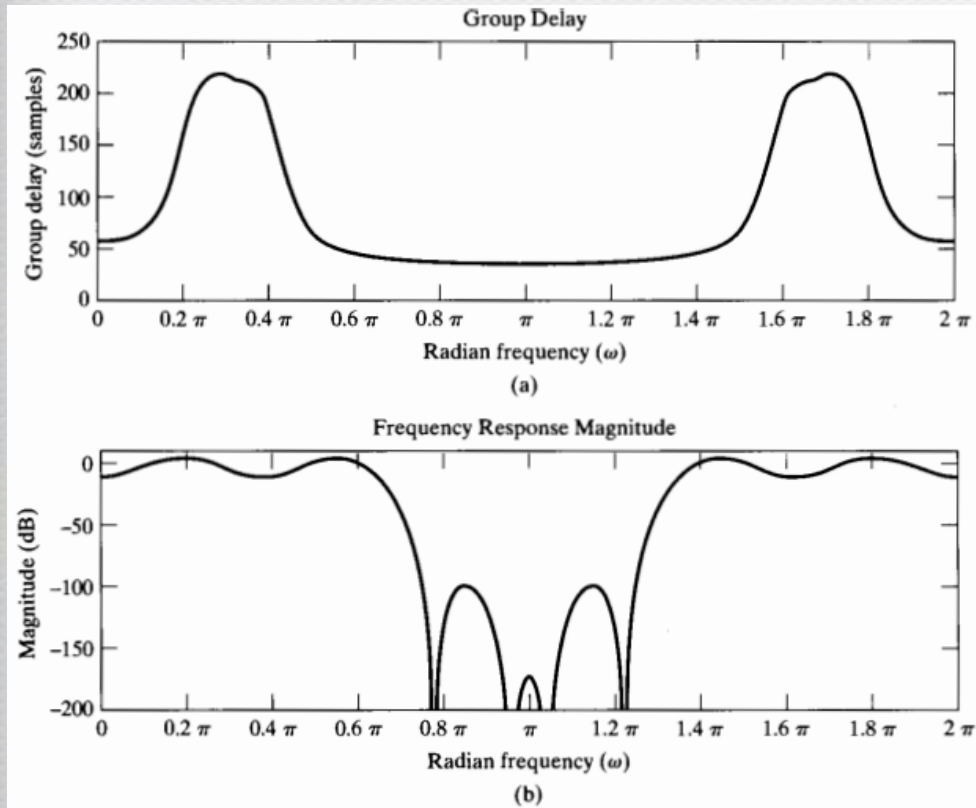 Group Delay
Group delay (samples)
250
200
150
100
50
0
0 0.2 π 0.4 π 0.6 π 0.8 π π 1.2 π 1.4 π 1.6 π 1.8 π 2 π
Radian frequency (ω)
(a)
Frequency Response Magnitude
Magnitude (dB)
0
−50
−100
−150
−200
0 0.2 π 0.4 π 0.6 π 0.8 π π 1.2 π 1.4 π 1.6 π 1.8 π 2 π
Radian frequency (ω)
(b)